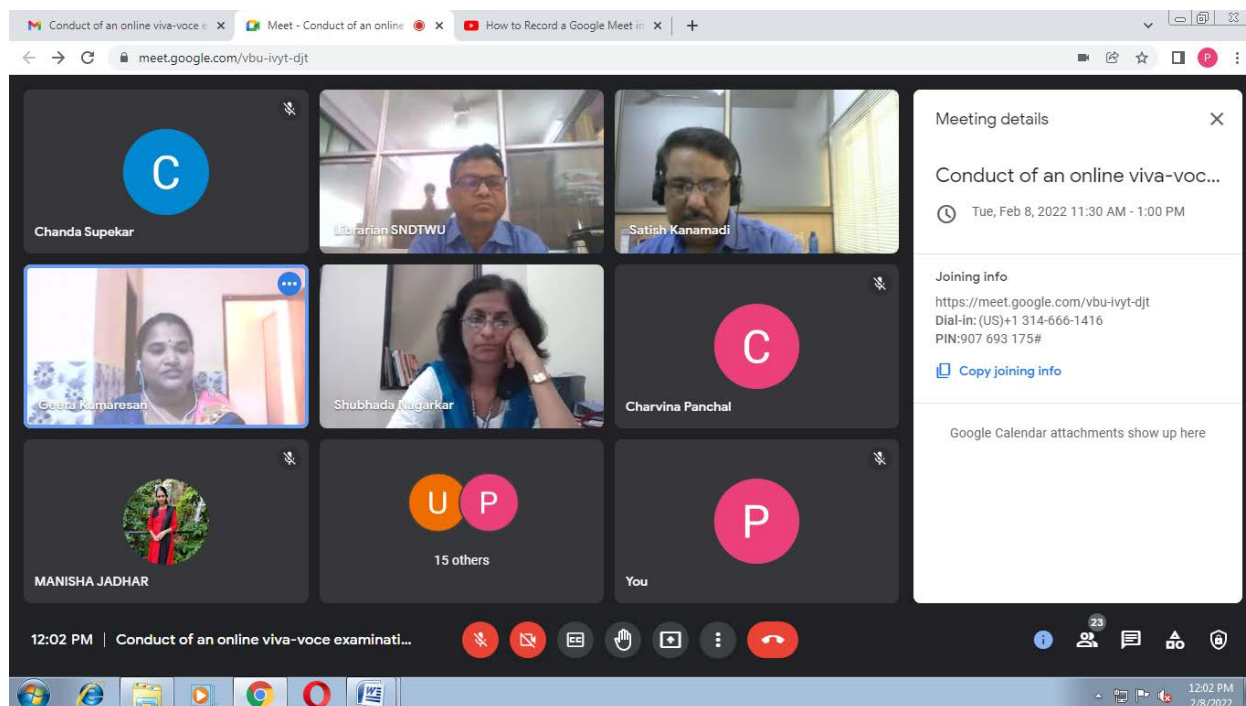 Conduct of an online viva-voce e
Meet - Conduct of an online
How to Record a Google Meet in
meet.google.com/vbu-ivyt-djt
P
C
Chanda Supekar
Librarian SNDTWU
Satish Kanamadi
Geeta Kumaresan
Shubhada Nagarkar
C
Charvina Panchal
MANISHA JADHAR
U P
15 others
P
You
Meeting details
Conduct of an online viva-voc...
Tue, Feb 8, 2022 11:30 AM - 1:00 PM
Joining info
https://meet.google.com/vbu-ivyt-djt
Dial-in: (US)+1 314-666-1416
PIN:907 693 175#
Copy joining info
Google Calendar attachments show up here
12:02 PM | Conduct of an online viva-voce examinati...
CC
23
12:02 PM
2/8/2022